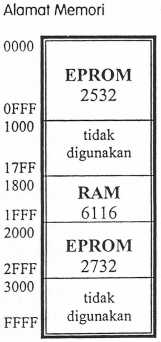 Alamat Memori
0000
EPROM
2532
0FFF
1000
tidak
digunakan
17FF
1800
RAM
6116
1FFF
2000
EPROM
2732
2FFF
3000
tidak
digunakan
FFFF